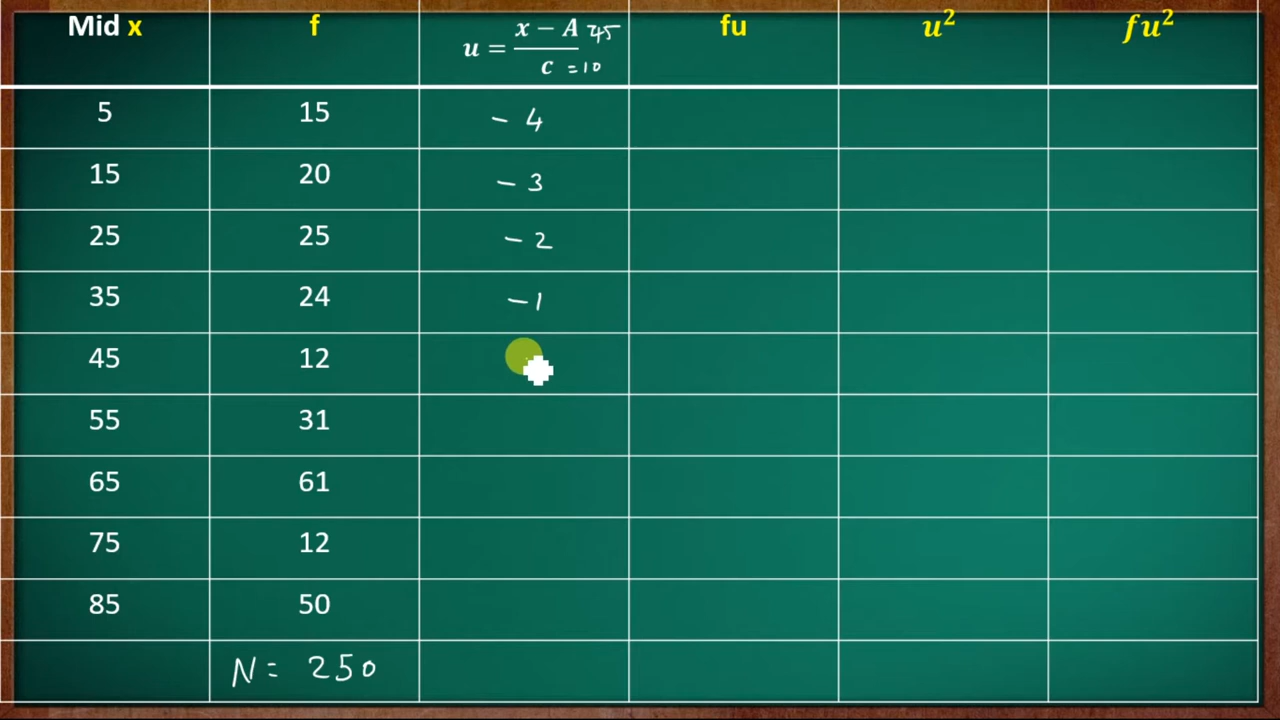 Mid x f u = x − A 45 / c = 10 fu u² fu²
5 15 − 4
15 20 − 3
25 25 − 2
35 24 − 1
45 12
55 31
65 61
75 12
85 50
N = 250